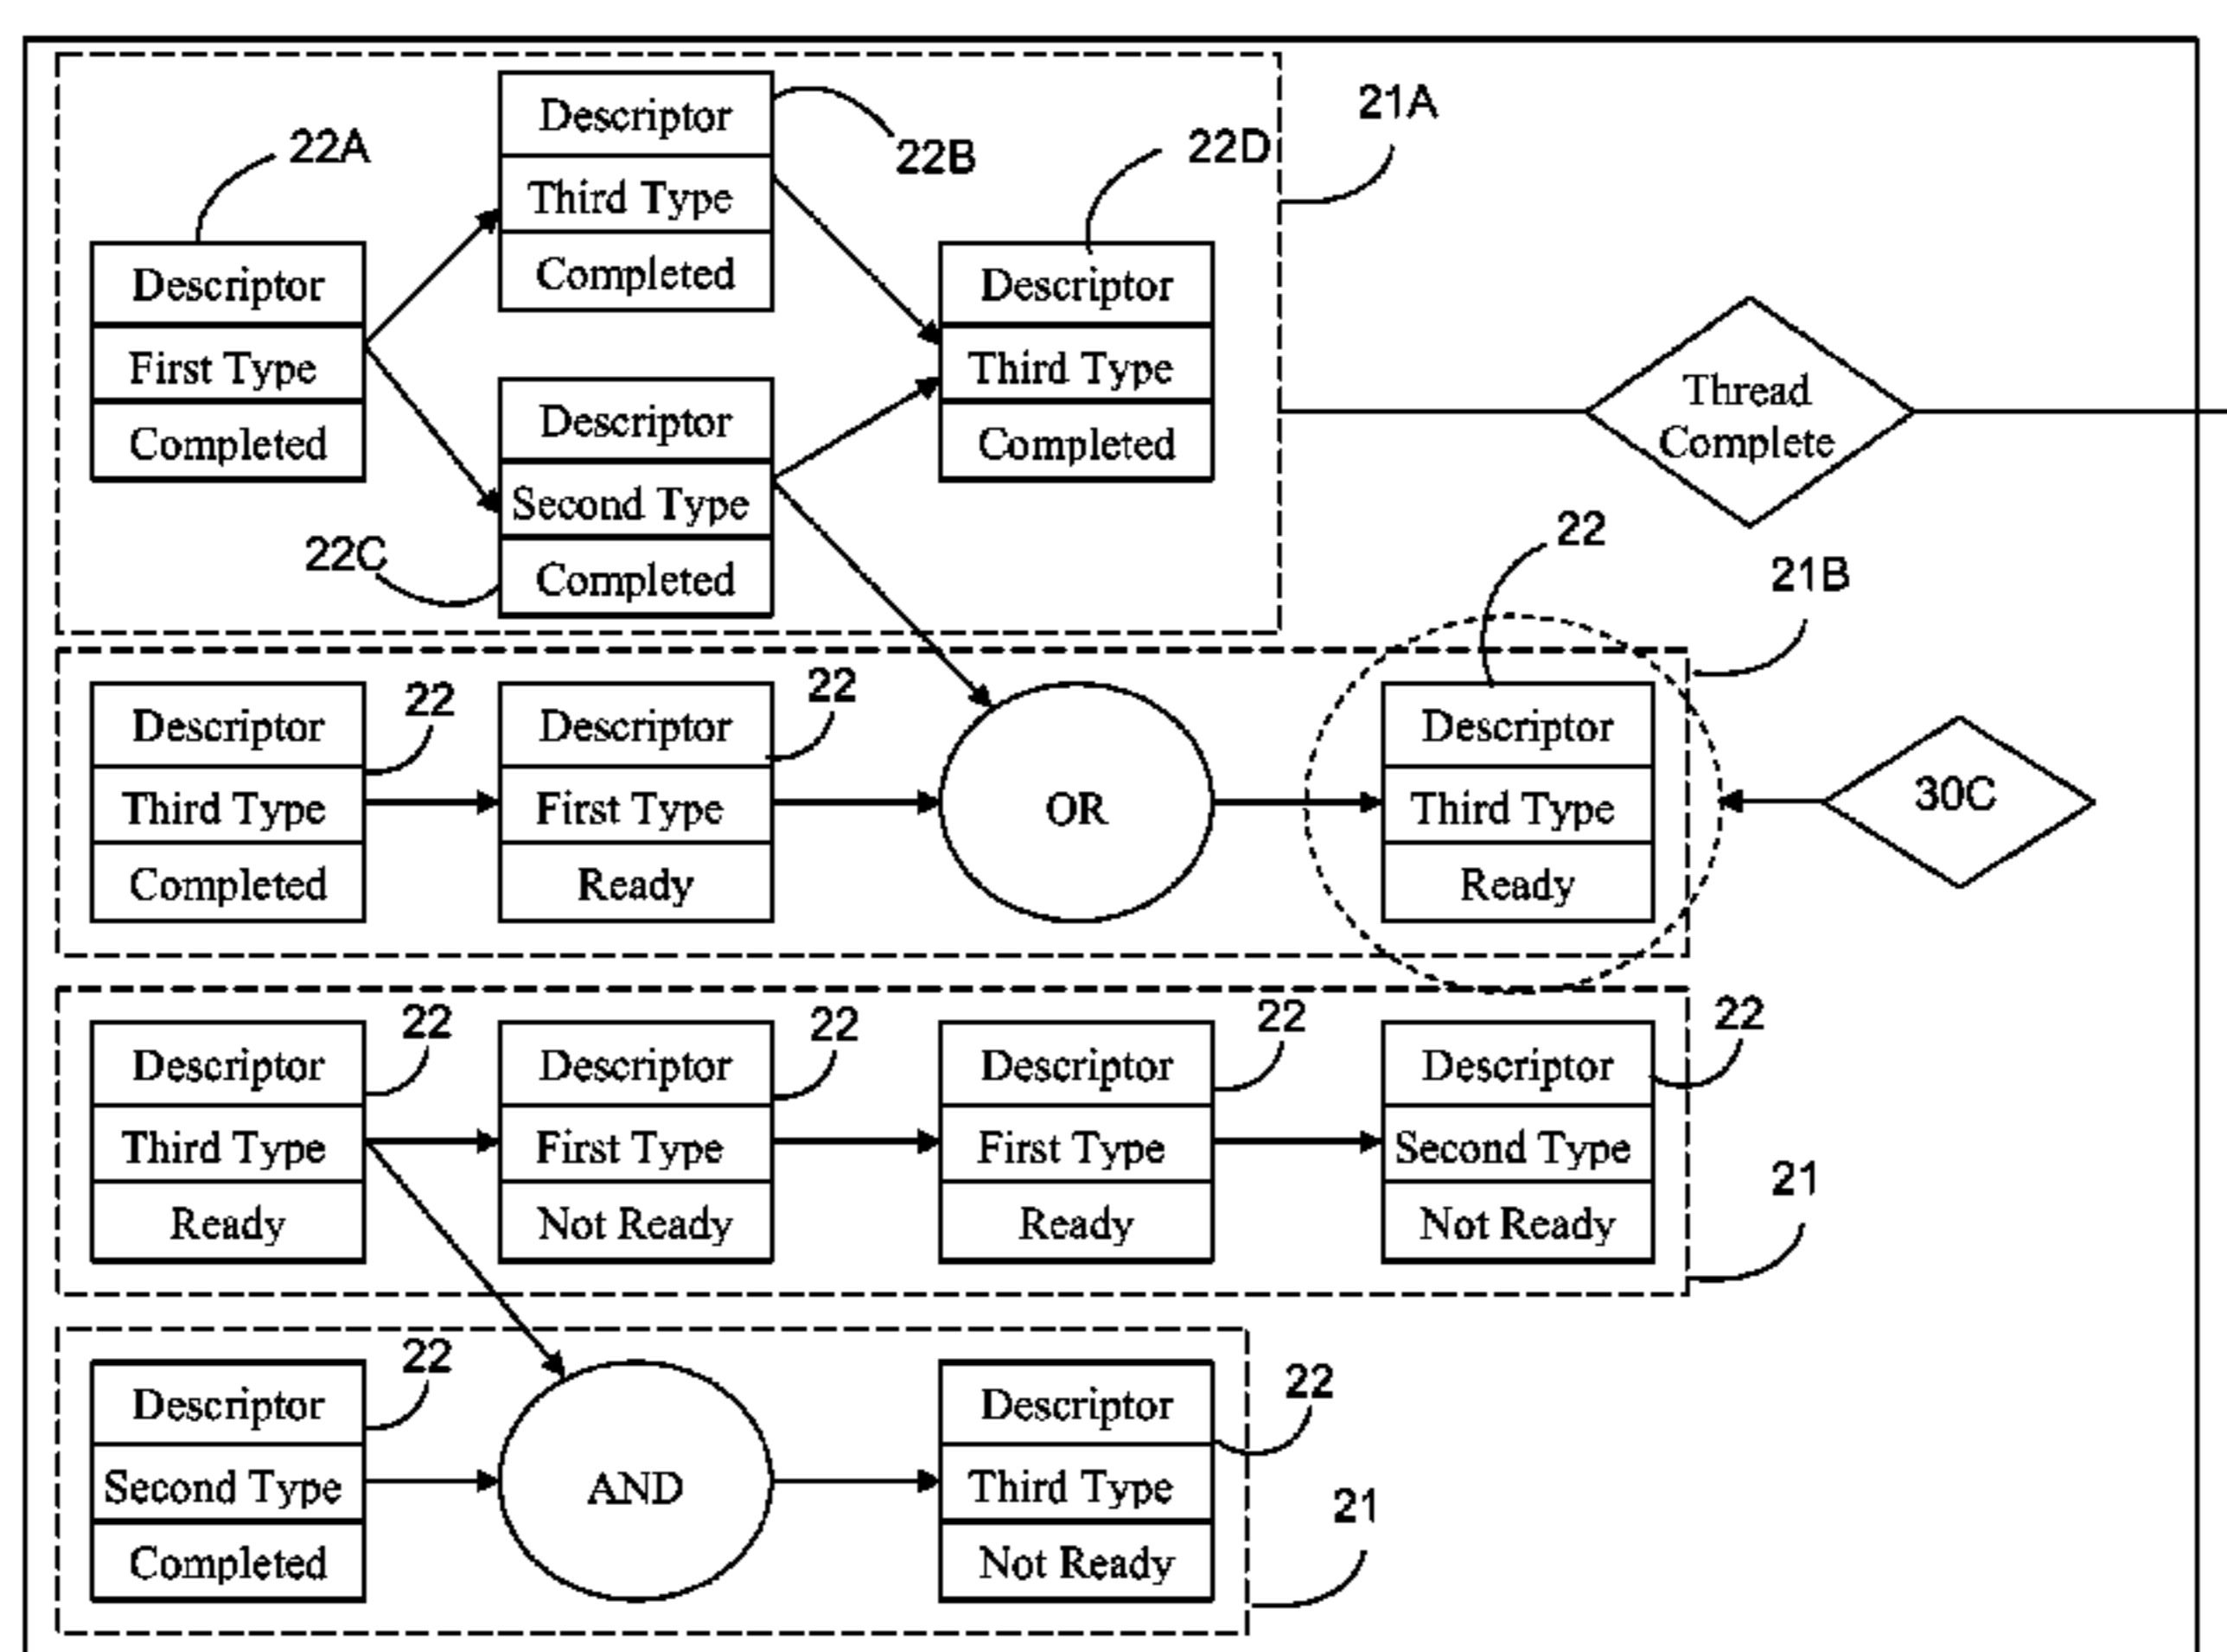 21A
22A
Descriptor
Third Type
Completed
22B
22D
Descriptor
First Type
Completed
Descriptor
Third Type
Completed
Thread
Complete
Descriptor
Second Type
Completed
22C
22
21B
Descriptor
Third Type
Completed
22
Descriptor
First Type
Ready
22
OR
Descriptor
Third Type
Ready
30C
Descriptor
Third Type
Ready
22
Descriptor
First Type
Not Ready
22
Descriptor
First Type
Ready
22
Descriptor
Second Type
Not Ready
22
21
Descriptor
Second Type
Completed
22
AND
Descriptor
Third Type
Not Ready
22
21